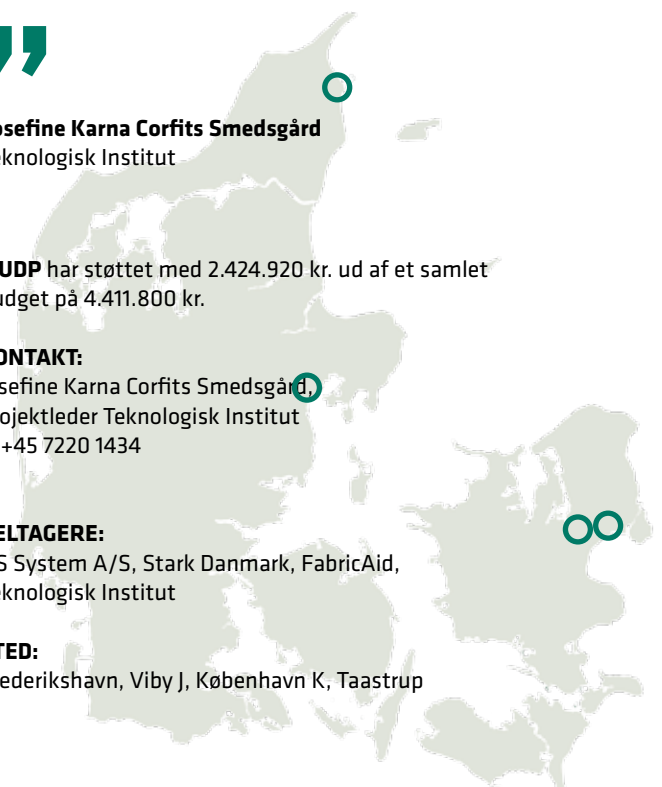 ”
osefine Karna Corfits Smedsgård
eknologisk Institut
UDP har støttet med 2.424.920 kr. ud af et samlet
udget på 4.411.800 kr.
ONTAKT:
sefine Karna Corfits Smedsgård,
ojektleder Teknologisk Institut
+45 7220 1434
ELTAGERE:
S System A/S, Stark Danmark, FabricAid,
eknologisk Institut
TED:
ederikshavn, Viby J, København K, Taastrup